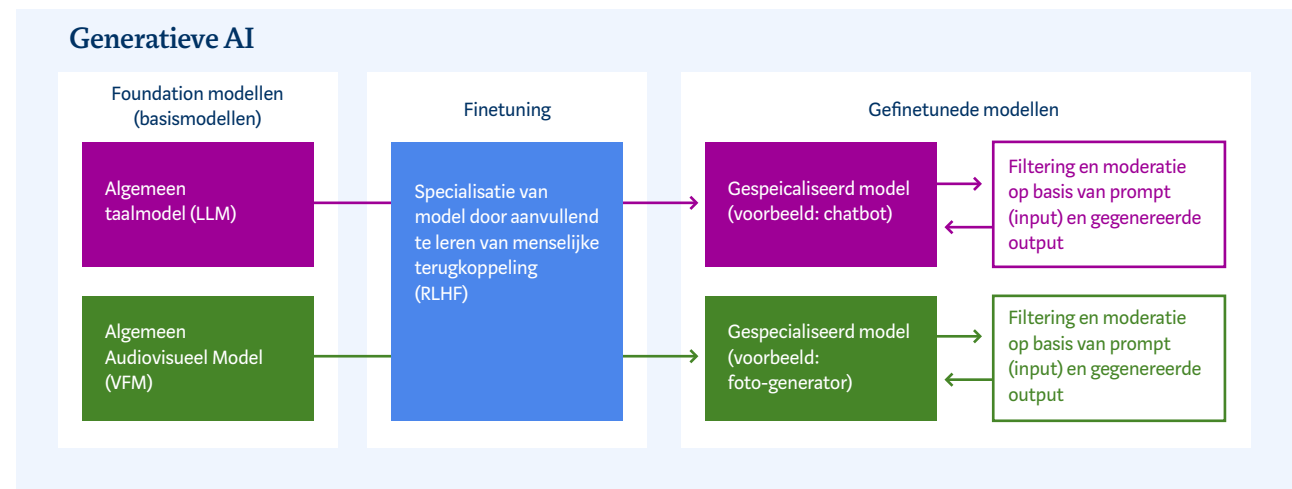 Generatieve AI
Foundation modellen
(basismodellen)
Finetuning
Gefinetunede modellen
Algemeen
taalmodel (LLM)
Specialisatie van
model door aanvullend
te leren van menselijke
terugkoppeling
(RLHF)
Gespeicaliseerd model
(voorbeeld: chatbot)
Filtering en moderatie
op basis van prompt
(input) en gegenereerde
output
Algemeen
Audiovisueel Model
(VFM)
Gespecialiseerd model
(voorbeeld:
foto-generator)
Filtering en moderatie
op basis van prompt
(input) en gegenereerde
output